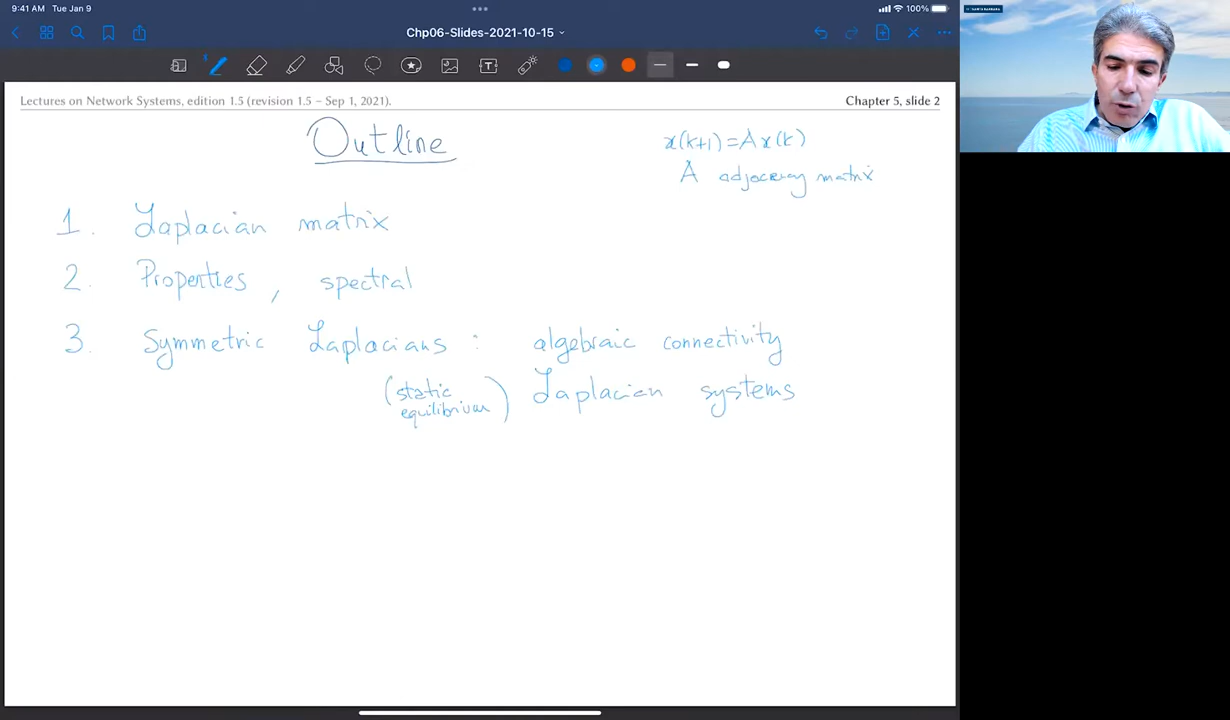 9:41 AM Tue Jan 9
100%
Chp06-Slides-2021-10-15
Lectures on Network Systems, edition 1.5 (revision 1.5 – Sep 1, 2021).
Chapter 5, slide 2
Outline
x(k+1)=Ax(k)
A adjacency matrix
1. Laplacian matrix
2. Properties, spectral
3. Symmetric Laplacians : algebraic connectivity
(static equilibrium) Laplacian systems